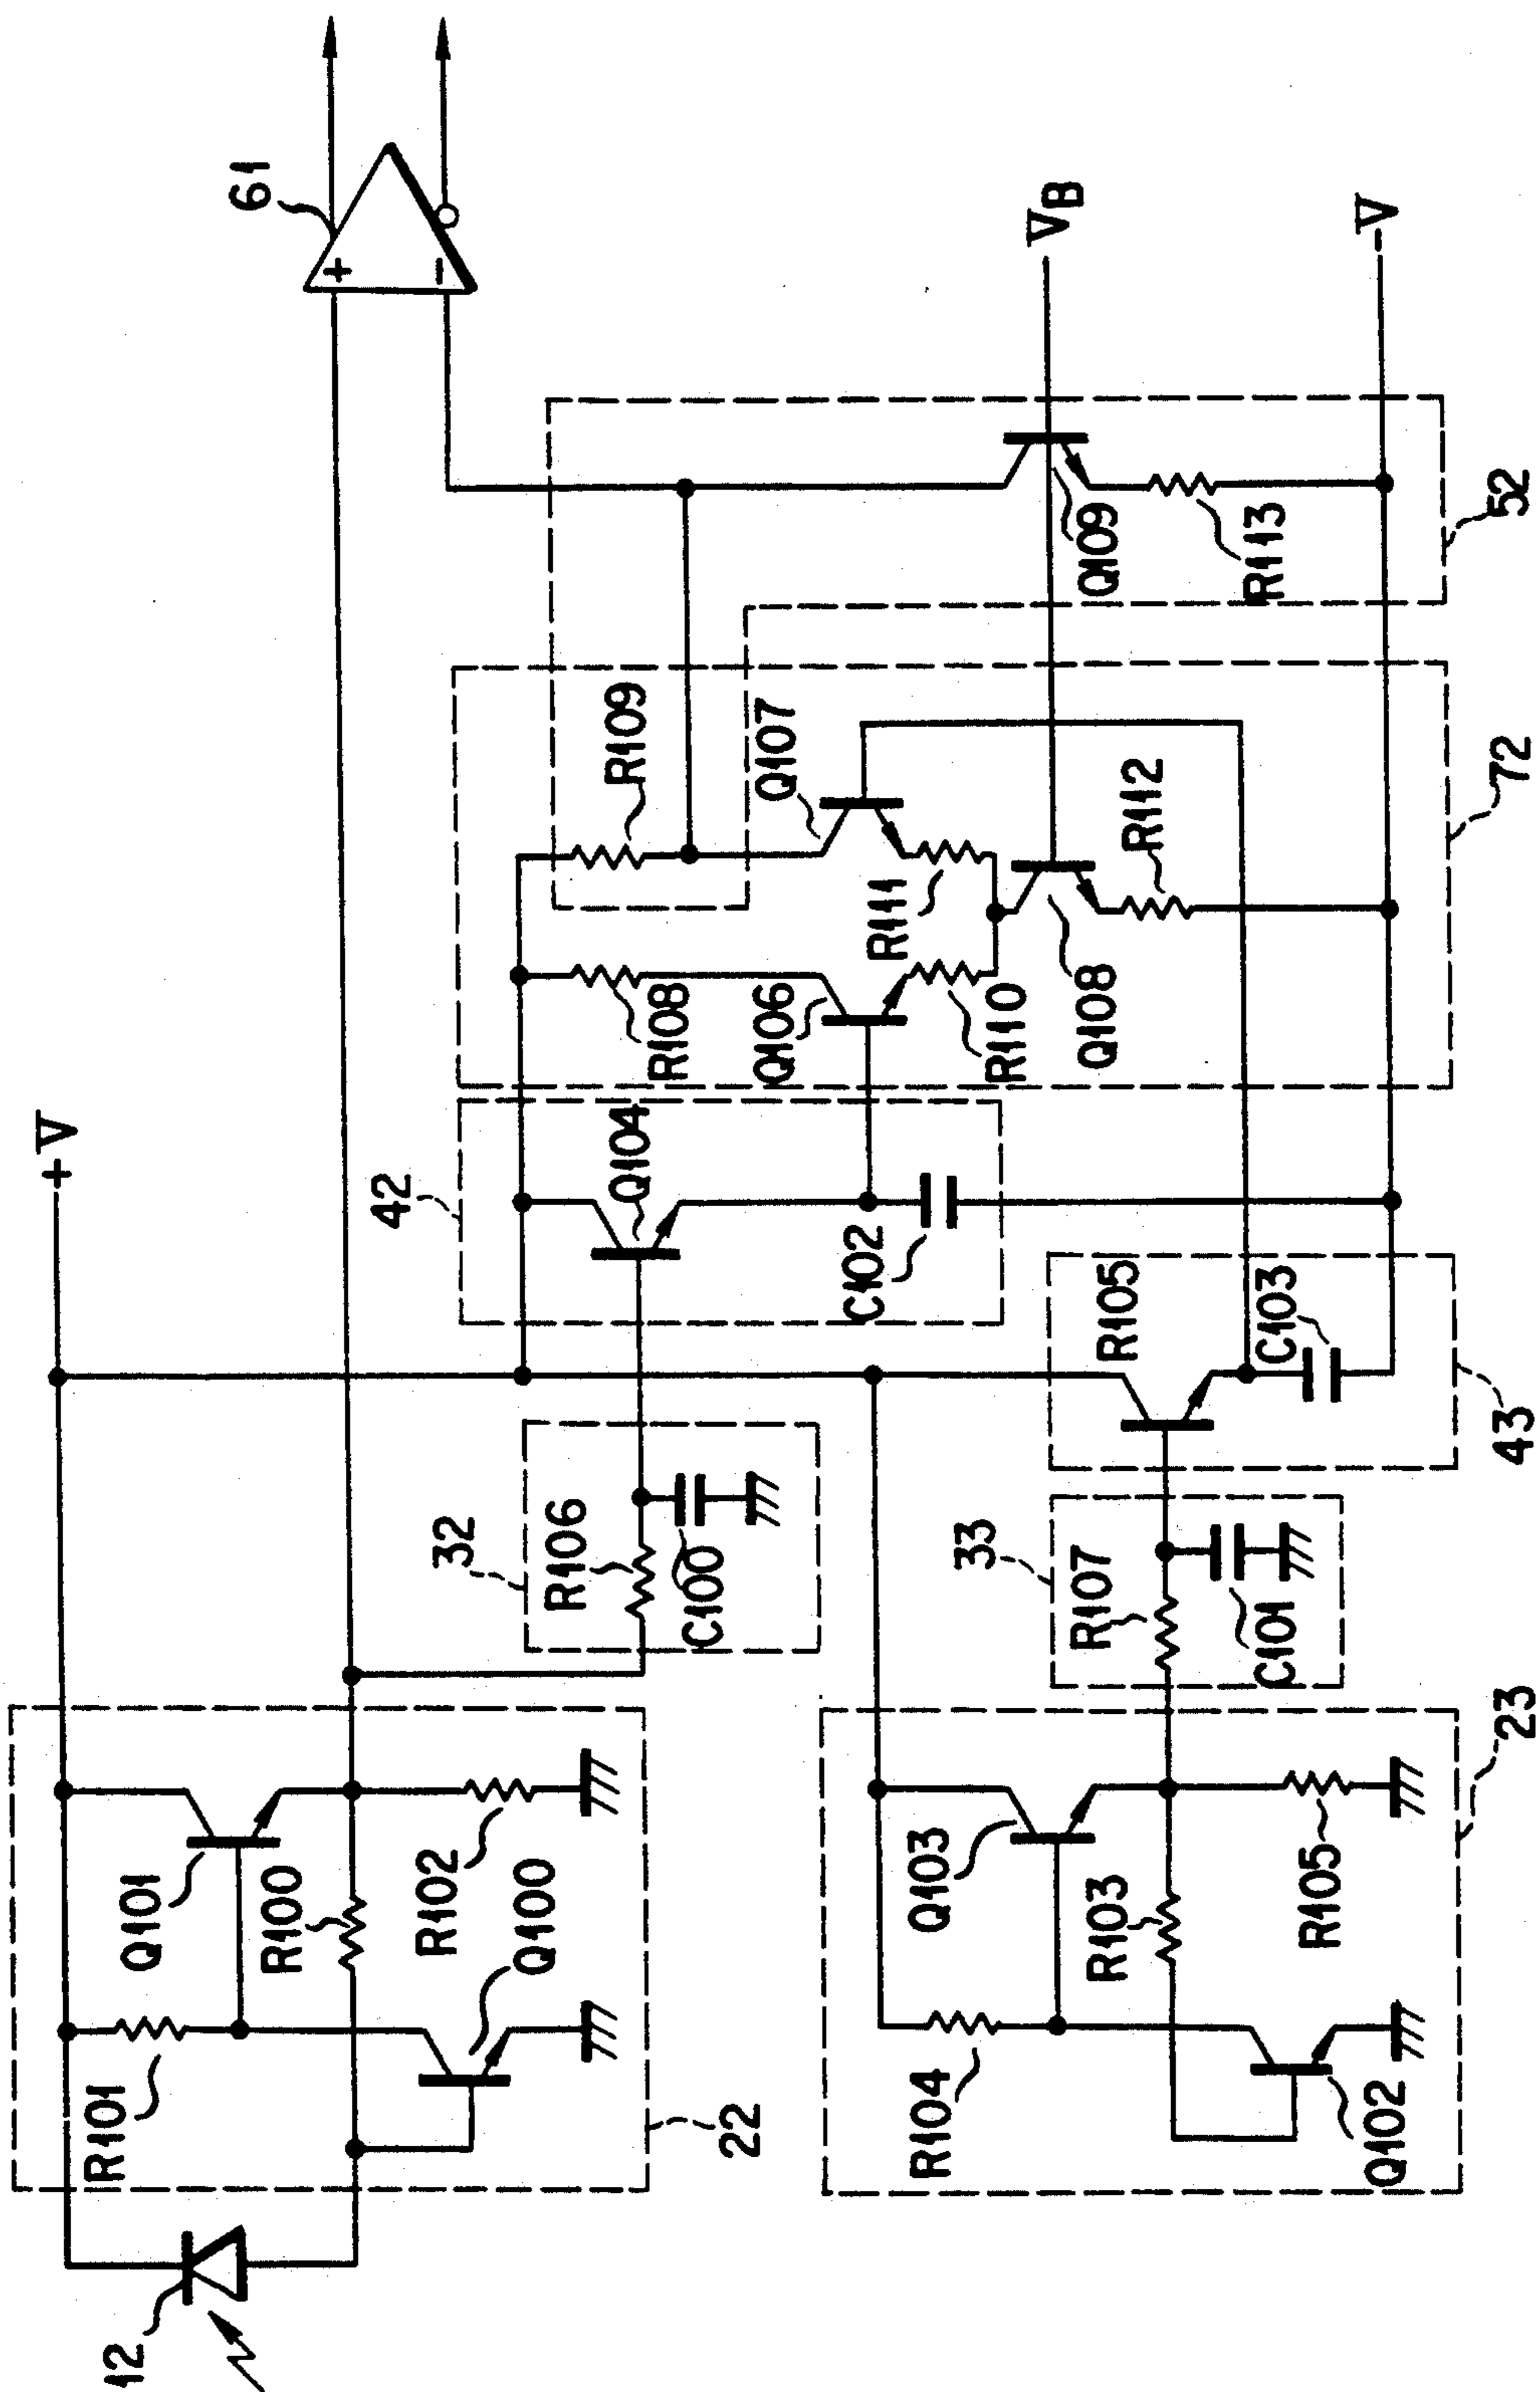 61
+
−
VB
−V
+V
52
Q109
R113
72
R109
Q107
R111
R112
R108
Q106
R110
Q108
42
Q104
C102
R105
C103
43
32
R106
C100
33
R107
C101
Q101
R100
R102
Q100
R101
22
12
Q103
R103
R105
R104
Q102
23